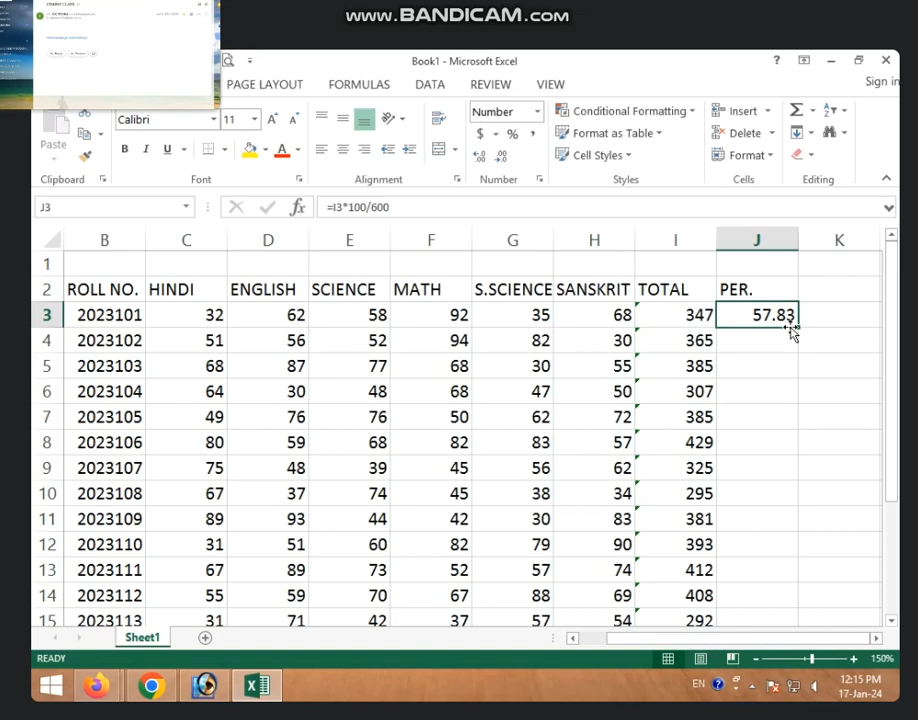 WWW.BANDICAM.COM
Book1 - Microsoft Excel
?
PAGE LAYOUT FORMULAS DATA REVIEW VIEW Sign in
Paste
Calibri 11
Number
$ % ,
Conditional Formatting
Format as Table
Cell Styles
Insert
Delete
Format
Clipboard Font Alignment Number Styles Cells Editing
J3 =I3*100/600
B C D E F G H I J K
1
2 ROLL NO. HINDI ENGLISH SCIENCE MATH S.SCIENCE SANSKRIT TOTAL PER.
3 2023101 32 62 58 92 35 68 347 57.83
4 2023102 51 56 52 94 82 30 365
5 2023103 68 87 77 68 30 55 385
6 2023104 64 30 48 68 47 50 307
7 2023105 49 76 76 50 62 72 385
8 2023106 80 59 68 82 83 57 429
9 2023107 75 48 39 45 56 62 325
10 2023108 67 37 74 45 38 34 295
11 2023109 89 93 44 42 30 83 381
12 2023110 31 51 60 82 79 90 393
13 2023111 67 89 73 52 57 74 412
14 2023112 55 59 70 67 88 69 408
15 2023113 31 71 42 37 57 54 292
Sheet1
READY 150%
EN 12:15 PM
17-Jan-24